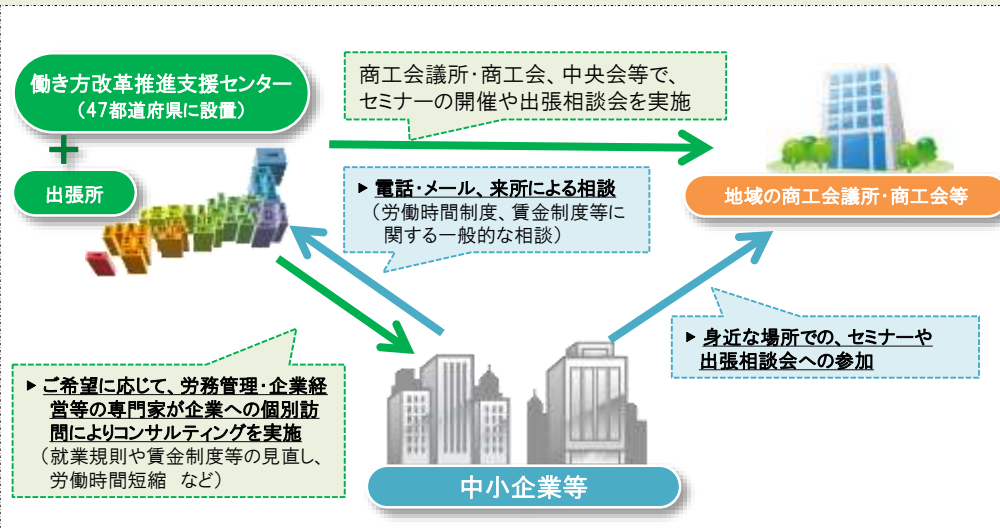 働き方改革推進支援センター
（47都道府県に設置）
＋
出張所
商工会議所・商工会、中央会等で、
セミナーの開催や出張相談会を実施
▶ 電話・メール、来所による相談
（労働時間制度、賃金制度等に
関する一般的な相談）
地域の商工会議所・商工会等
▶ 身近な場所での、セミナーや
出張相談会への参加
▶ ご希望に応じて、労務管理・企業経
営等の専門家が企業への個別訪
問によりコンサルティングを実施
（就業規則や賃金制度等の見直し、
労働時間短縮　など）
中小企業等